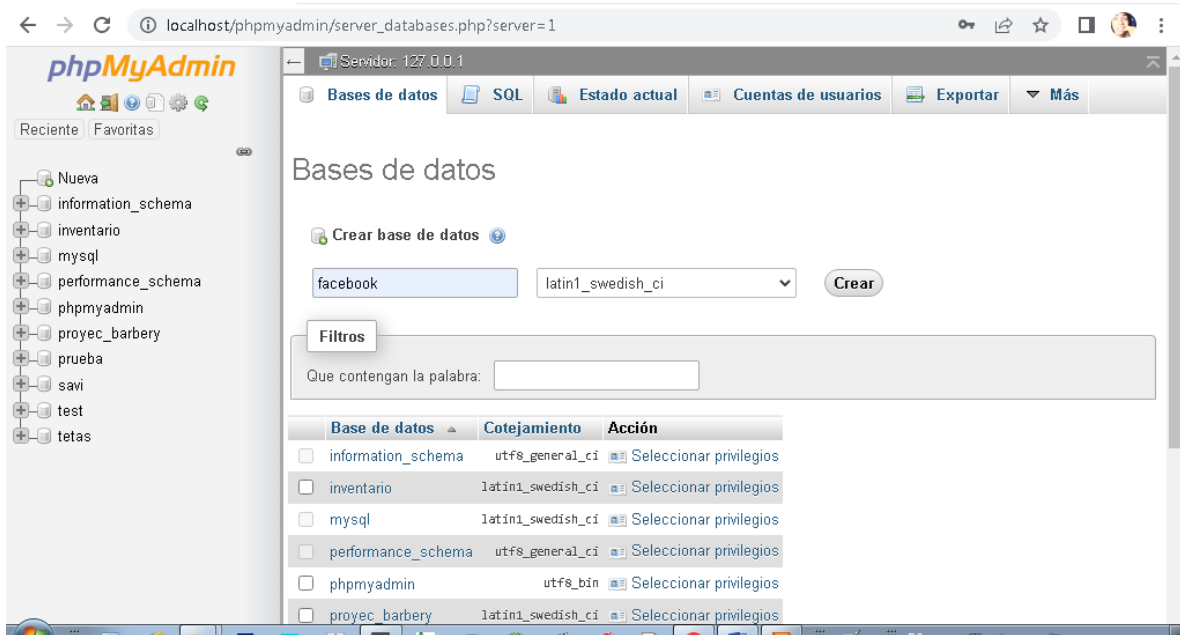 localhost/phpmyadmin/server_databases.php?server=1
phpMyAdmin
Reciente Favoritas
Nueva
information_schema
inventario
mysql
performance_schema
phpmyadmin
proyec_barbery
prueba
savi
test
tetas
Servidor: 127.0.0.1
Bases de datos SQL Estado actual Cuentas de usuarios Exportar Más
Bases de datos
Crear base de datos
facebook latin1_swedish_ci Crear
Filtros
Que contengan la palabra:
Base de datos Cotejamiento Acción
information_schema utf8_general_ci Seleccionar privilegios
inventario latin1_swedish_ci Seleccionar privilegios
mysql latin1_swedish_ci Seleccionar privilegios
performance_schema utf8_general_ci Seleccionar privilegios
phpmyadmin utf8_bin Seleccionar privilegios
proyec_barbery latin1_swedish_ci Seleccionar privilegios